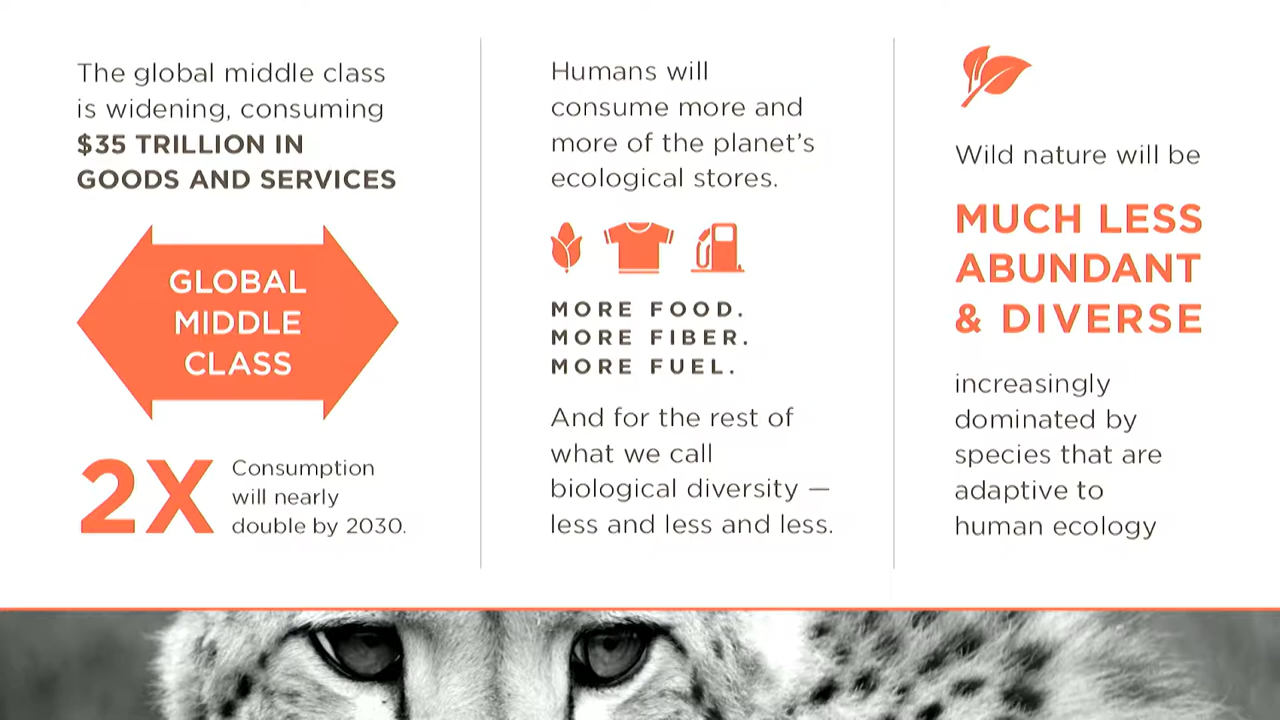 The global middle class
is widening, consuming
$35 TRILLION IN
GOODS AND SERVICES
GLOBAL
MIDDLE
CLASS
2X
Consumption
will nearly
double by 2030.
Humans will
consume more and
more of the planet's
ecological stores.
MORE FOOD.
MORE FIBER.
MORE FUEL.
And for the rest of
what we call
biological diversity —
less and less and less.
Wild nature will be
MUCH LESS
ABUNDANT
& DIVERSE
increasingly
dominated by
species that are
adaptive to
human ecology